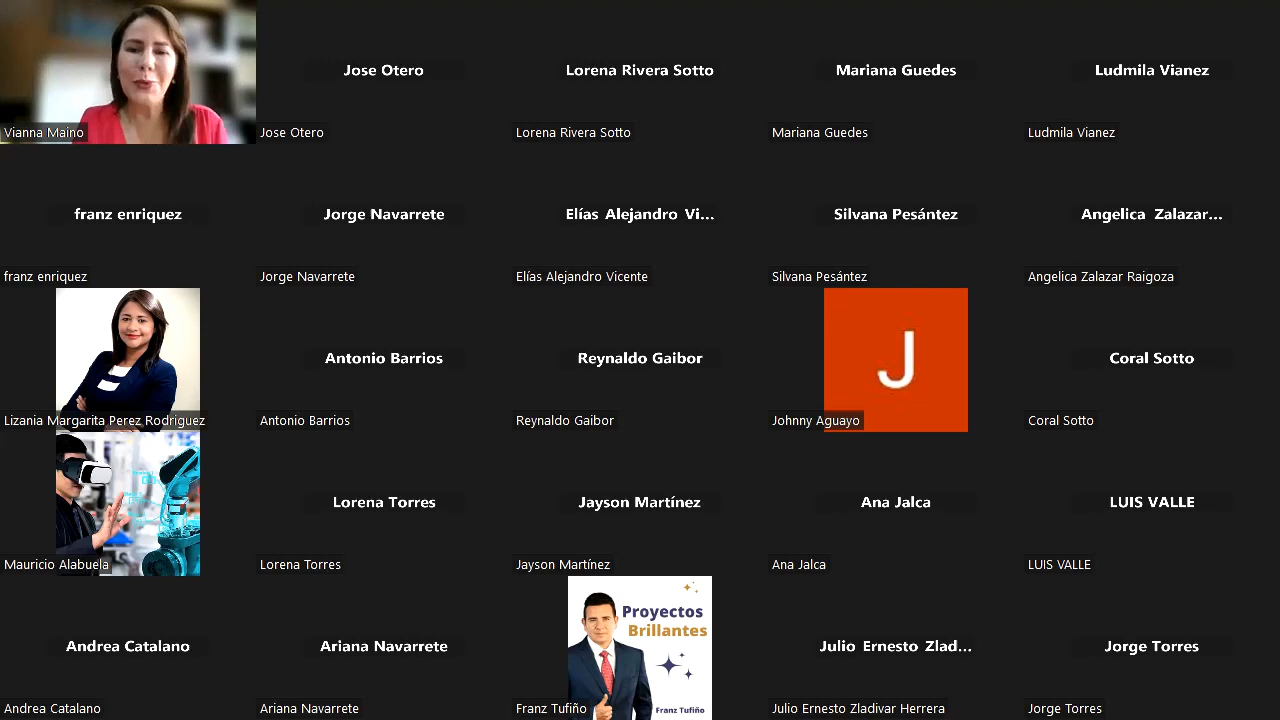 Vianna Maino
Jose Otero
Jose Otero
Lorena Rivera Sotto
Lorena Rivera Sotto
Mariana Guedes
Mariana Guedes
Ludmila Vianez
Ludmila Vianez
franz enriquez
franz enriquez
Jorge Navarrete
Jorge Navarrete
Elías Alejandro Vi...
Elías Alejandro Vicente
Silvana Pesántez
Silvana Pesántez
Angelica Zalazar...
Angelica Zalazar Raigoza
Lizania Margarita Perez Rodriguez
Antonio Barrios
Antonio Barrios
Reynaldo Gaibor
Reynaldo Gaibor
J
Johnny Aguayo
Coral Sotto
Coral Sotto
Mauricio Alabuela
Lorena Torres
Lorena Torres
Jayson Martínez
Jayson Martínez
Ana Jalca
Ana Jalca
LUIS VALLE
LUIS VALLE
Andrea Catalano
Andrea Catalano
Ariana Navarrete
Ariana Navarrete
Proyectos
Brillantes
Franz Tufiño
Franz Tufiño
Julio Ernesto Zlad...
Julio Ernesto Zladivar Herrera
Jorge Torres
Jorge Torres